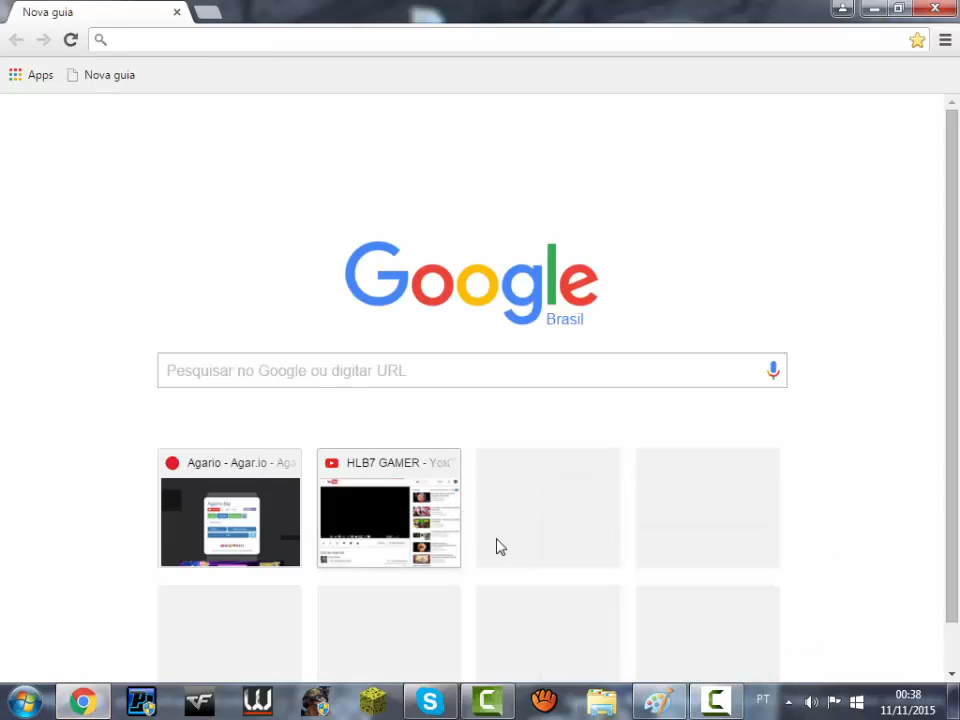 Nova guia
Apps
Nova guia
Google
Brasil
Pesquisar no Google ou digitar URL
Agario - Agar.io - Aga
HLB7 GAMER - You
PT
00:38
11/11/2015